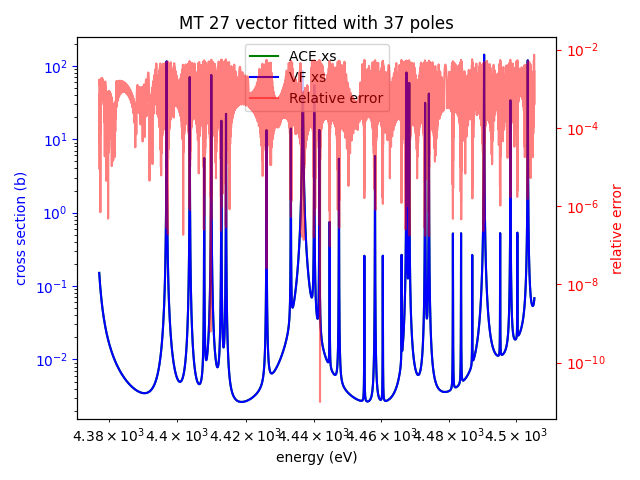 MT 27 vector fitted with 37 poles
ACE xs
VF xs
Relative error
cross section (b)
10²
10¹
10⁰
10⁻¹
10⁻²
10⁻²
10⁻⁴
10⁻⁶
10⁻⁸
10⁻¹⁰
relative error
4.38 × 10³ 4.4 × 10³ 4.42 × 10³ 4.44 × 10³ 4.46 × 10³ 4.48 × 10³ 4.5 × 10³
energy (eV)